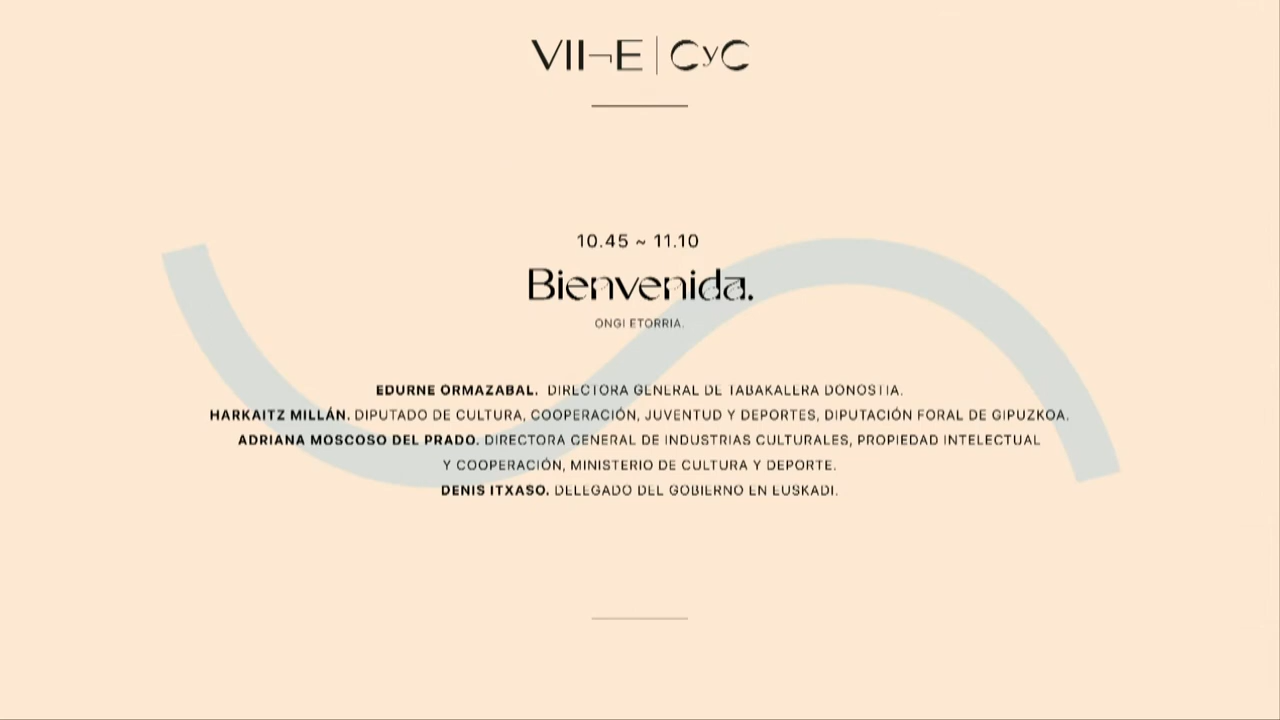 VII¬E | CyC
10.45 ~ 11.10
Bienvenida.
ONGI ETORRIA.
EDURNE ORMAZABAL. DIRECTORA GENERAL DE TABAKALERA DONOSTIA.
HARKAITZ MILLÁN. DIPUTADO DE CULTURA, COOPERACIÓN, JUVENTUD Y DEPORTES, DIPUTACIÓN FORAL DE GIPUZKOA.
ADRIANA MOSCOSO DEL PRADO. DIRECTORA GENERAL DE INDUSTRIAS CULTURALES, PROPIEDAD INTELECTUAL
Y COOPERACIÓN, MINISTERIO DE CULTURA Y DEPORTE.
DENIS ITXASO. DELEGADO DEL GOBIERNO EN EUSKADI.